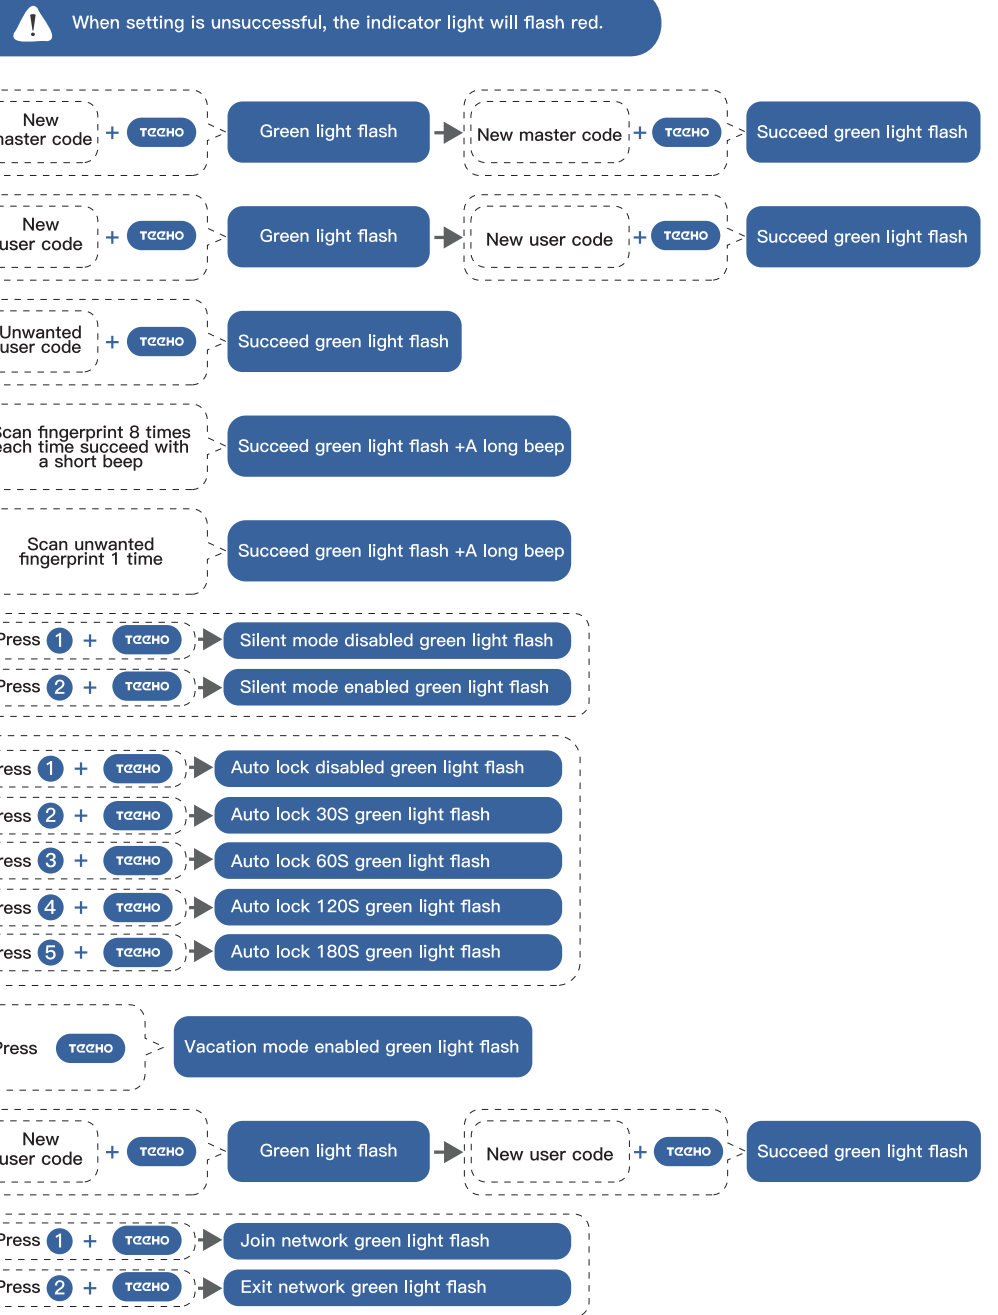 When setting is unsuccessful, the indicator light will flash red.
New
master code + TEEHO Green light flash New master code + TEEHO Succeed green light flash
New
user code + TEEHO Green light flash New user code + TEEHO Succeed green light flash
Unwanted
user code + TEEHO Succeed green light flash
Scan fingerprint 8 times
each time succeed with
a short beep
Succeed green light flash +A long beep
Scan unwanted
fingerprint 1 time
Succeed green light flash +A long beep
Press 1 + TEEHO Silent mode disabled green light flash
Press 2 + TEEHO Silent mode enabled green light flash
ress 1 + TEEHO Auto lock disabled green light flash
ress 2 + TEEHO Auto lock 30S green light flash
ress 3 + TEEHO Auto lock 60S green light flash
ress 4 + TEEHO Auto lock 120S green light flash
ress 5 + TEEHO Auto lock 180S green light flash
Press TEEHO Vacation mode enabled green light flash
New
user code + TEEHO Green light flash New user code + TEEHO Succeed green light flash
Press 1 + TEEHO Join network green light flash
Press 2 + TEEHO Exit network green light flash